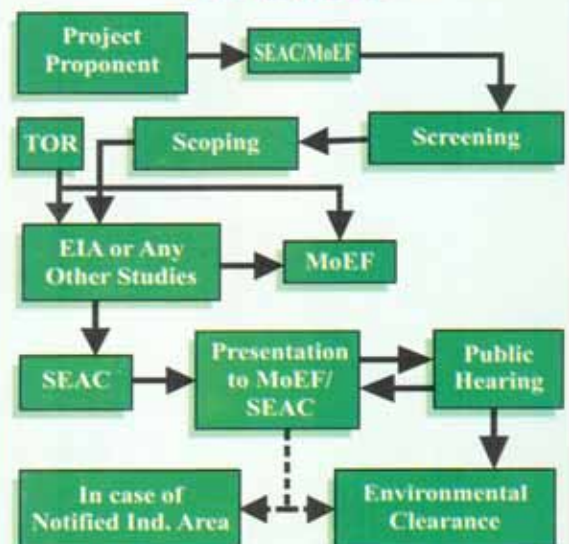 Project
Proponent
SEAC/MoEF
TOR
Scoping
Screening
EIA or Any
Other Studies
MoEF
SEAC
Presentation
to MoEF/
SEAC
Public
Hearing
In case of
Notified Ind. Area
Environmental
Clearance